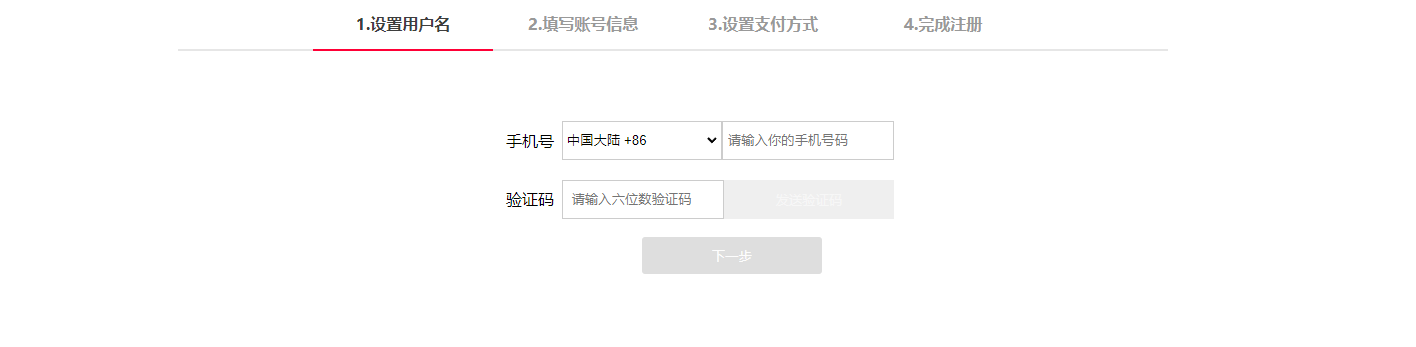 1.设置用户名 2.填写账号信息 3.设置支付方式 4.完成注册
手机号 中国大陆 +86 请输入你的手机号码
验证码 请输入六位数验证码 发送验证码
下一步